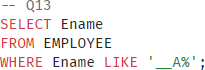 -- Q13
SELECT Ename
FROM EMPLOYEE
WHERE Ename LIKE '__A%';